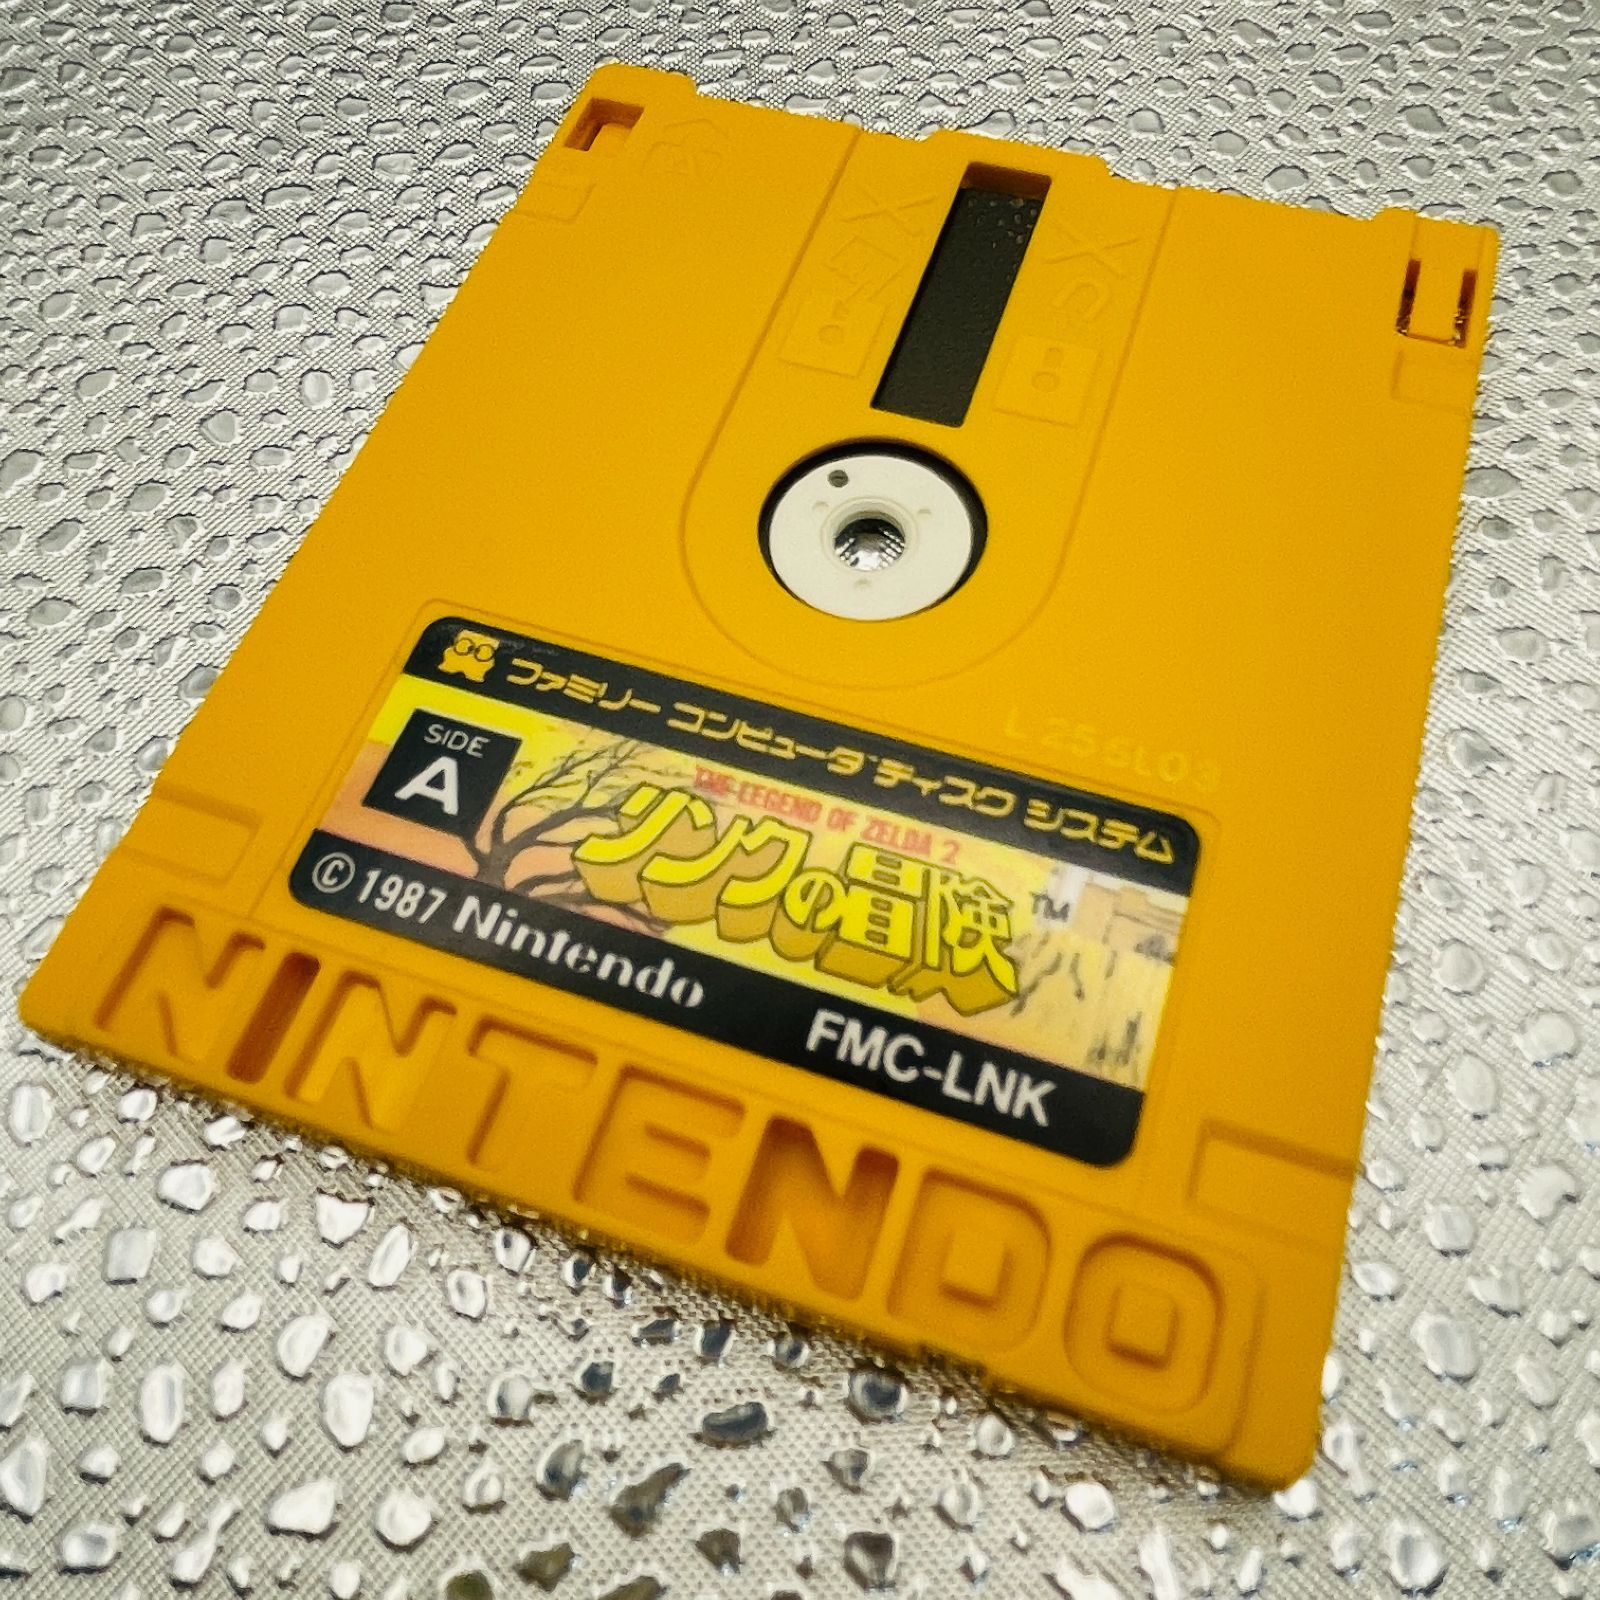 ファミリー コンピュータ ディスク システム
SIDE
A
THE LEGEND OF ZELDA 2
リンクの冒険
TM
© 1987 Nintendo
FMC-LNK
NINTENDO